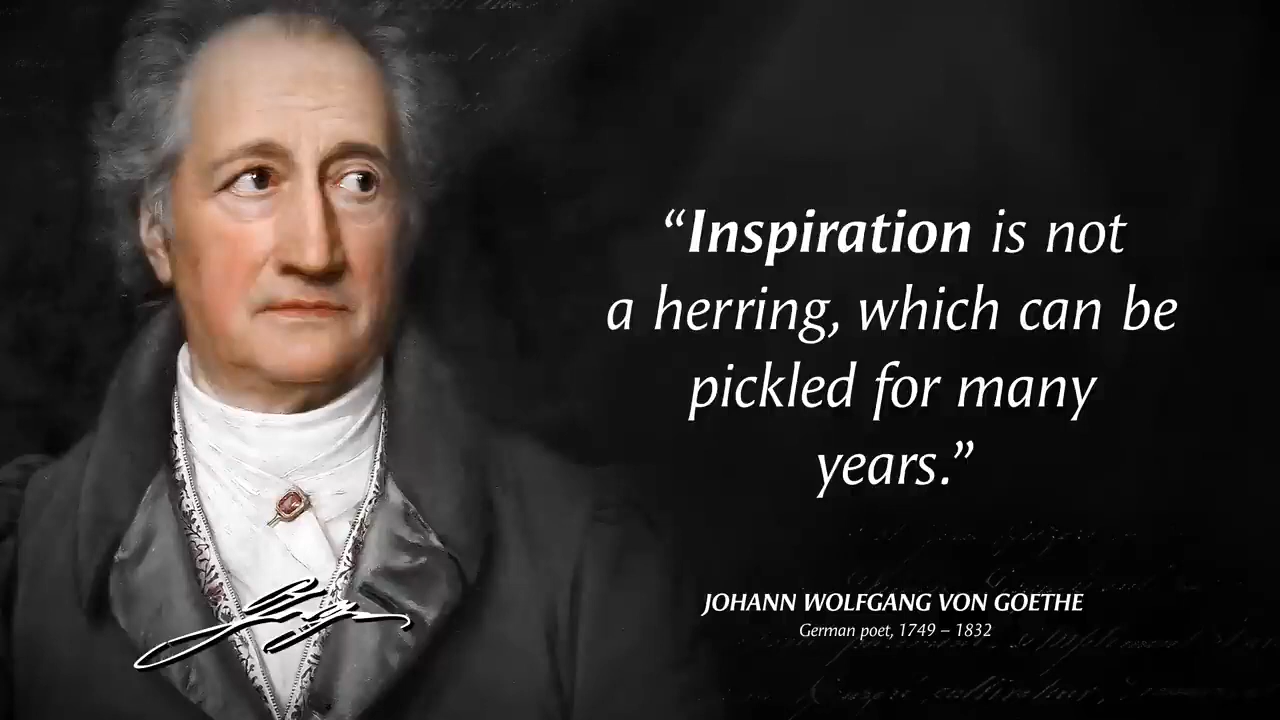 “Inspiration is not
a herring, which can be
pickled for many
years.”
JOHANN WOLFGANG VON GOETHE
German poet, 1749 – 1832